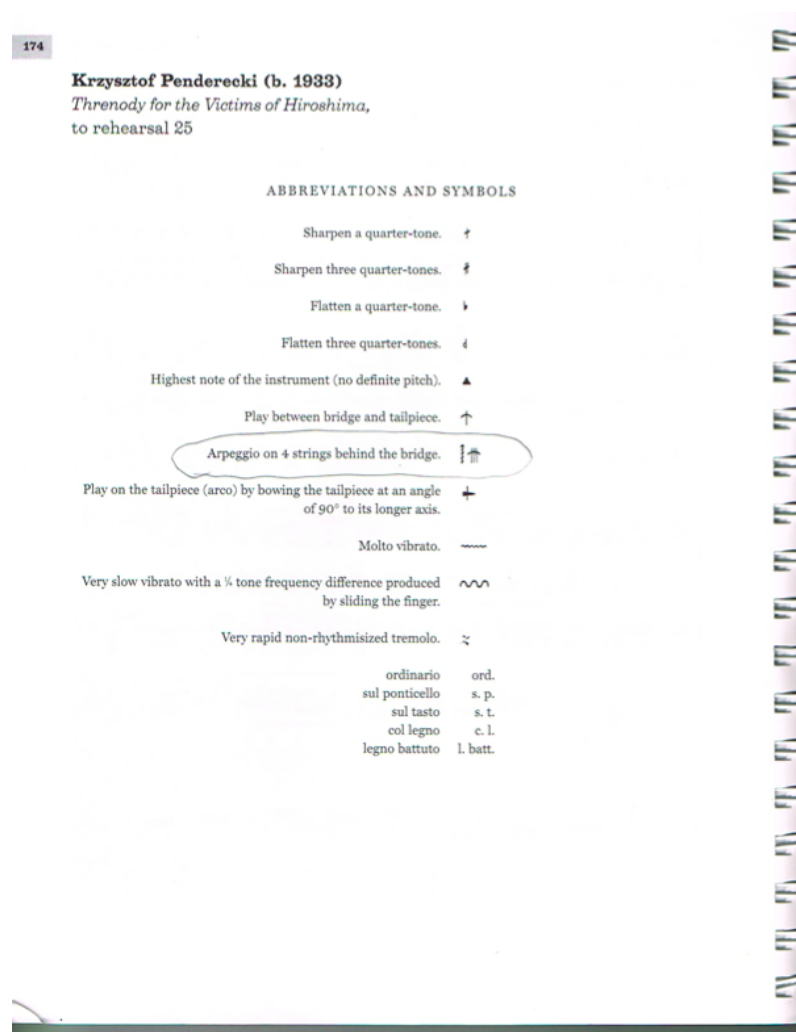 174
Krzysztof Penderecki (b. 1933)
Threnody for the Victims of Hiroshima,
to rehearsal 25
ABBREVIATIONS AND SYMBOLS
Sharpen a quarter-tone.
Sharpen three quarter-tones.
Flatten a quarter-tone.
Flatten three quarter-tones.
Highest note of the instrument (no definite pitch).
Play between bridge and tailpiece.
Arpeggio on 4 strings behind the bridge.
Play on the tailpiece (arco) by bowing the tailpiece at an angle
of 90° to its longer axis.
Molto vibrato.
Very slow vibrato with a ¼ tone frequency difference produced
by sliding the finger.
Very rapid non-rhythmisized tremolo.
ordinario ord.
sul ponticello s. p.
sul tasto s. t.
col legno c. l.
legno battuto l. batt.